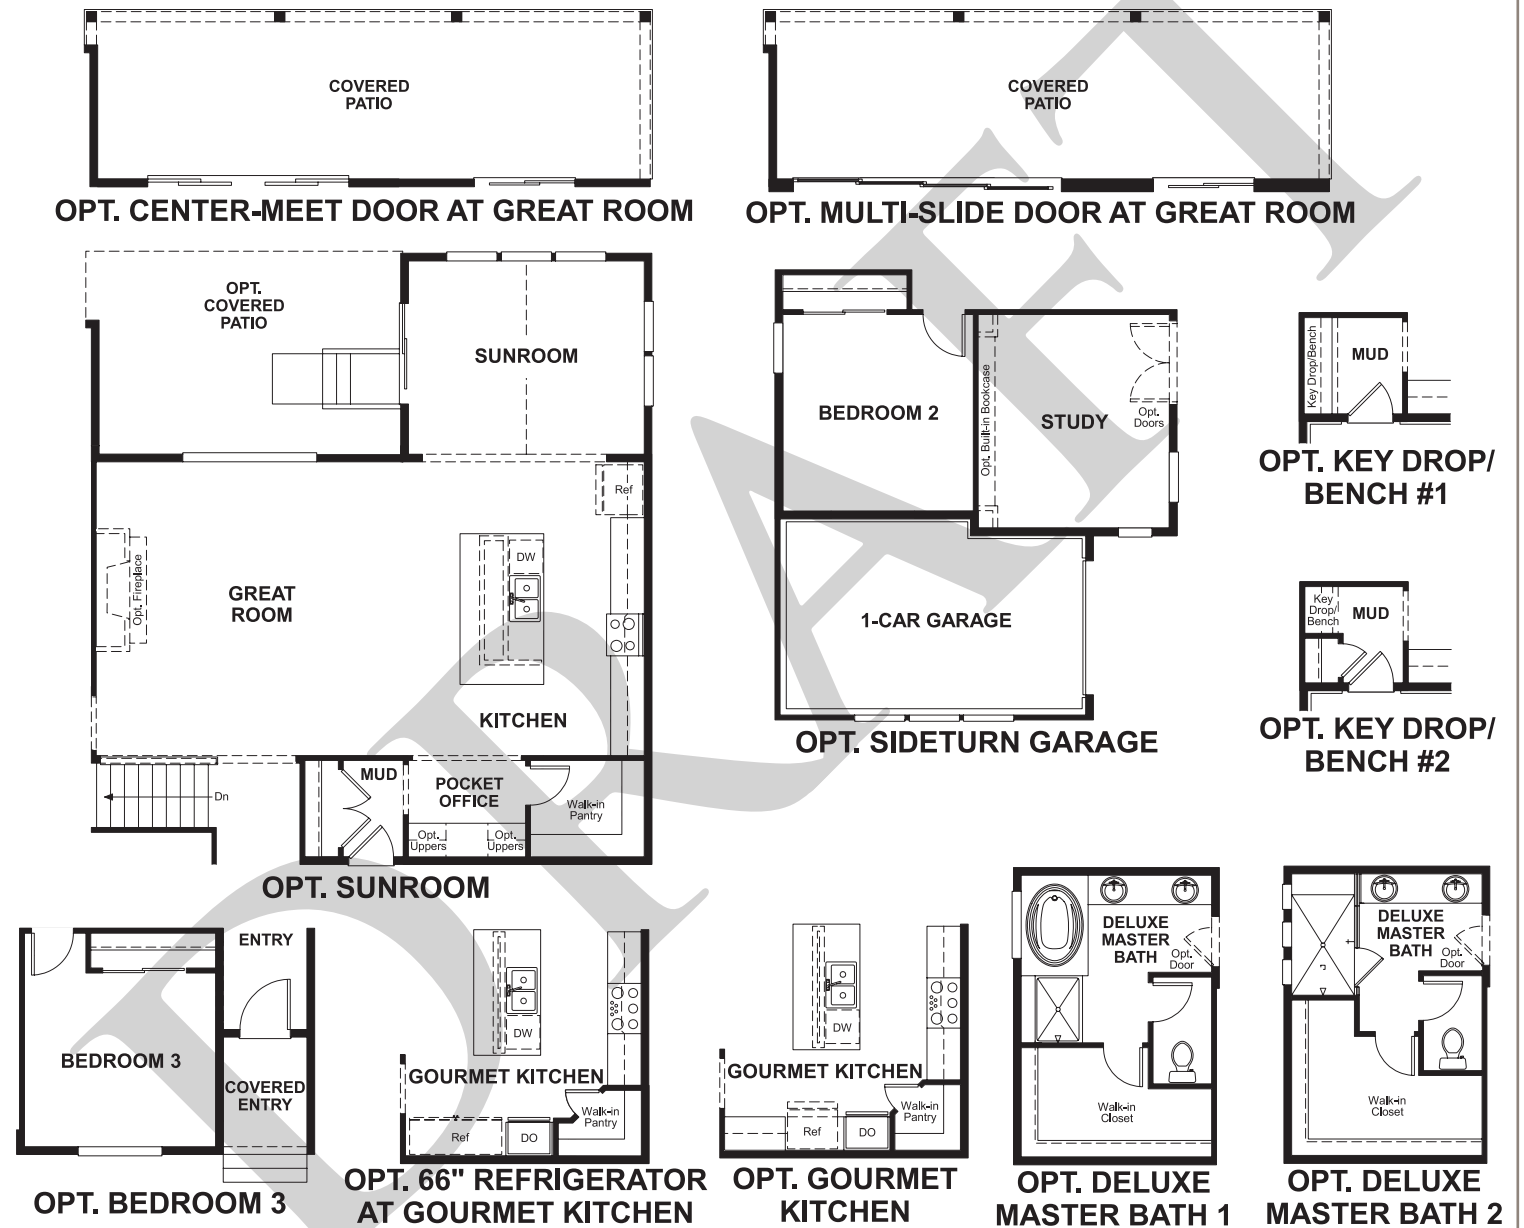 COVERED
PATIO
OPT. CENTER-MEET DOOR AT GREAT ROOM
COVERED
PATIO
OPT. MULTI-SLIDE DOOR AT GREAT ROOM
OPT.
COVERED
PATIO
SUNROOM
Ref
DW
Opt. Fireplace
GREAT
ROOM
KITCHEN
Dn
MUD
POCKET
OFFICE
Opt.
Uppers
Opt.
Uppers
Walk-in
Pantry
OPT. SUNROOM
BEDROOM 2
Opt. Built-in Bookcase
STUDY
Opt.
Doors
1-CAR GARAGE
OPT. SIDETURN GARAGE
Key Drop/Bench
MUD
OPT. KEY DROP/
BENCH #1
Key
Drop/
Bench
MUD
OPT. KEY DROP/
BENCH #2
ENTRY
BEDROOM 3
COVERED
ENTRY
OPT. BEDROOM 3
DW
GOURMET KITCHEN
Walk-in
Pantry
Ref
DO
OPT. 66" REFRIGERATOR
AT GOURMET KITCHEN
DW
GOURMET KITCHEN
Walk-in
Pantry
Ref
DO
OPT. GOURMET
KITCHEN
DELUXE
MASTER
BATH
Opt.
Door
Walk-in
Closet
OPT. DELUXE
MASTER BATH 1
DELUXE
MASTER
BATH
Opt.
Door
Walk-in
Closet
OPT. DELUXE
MASTER BATH 2
DRAFT